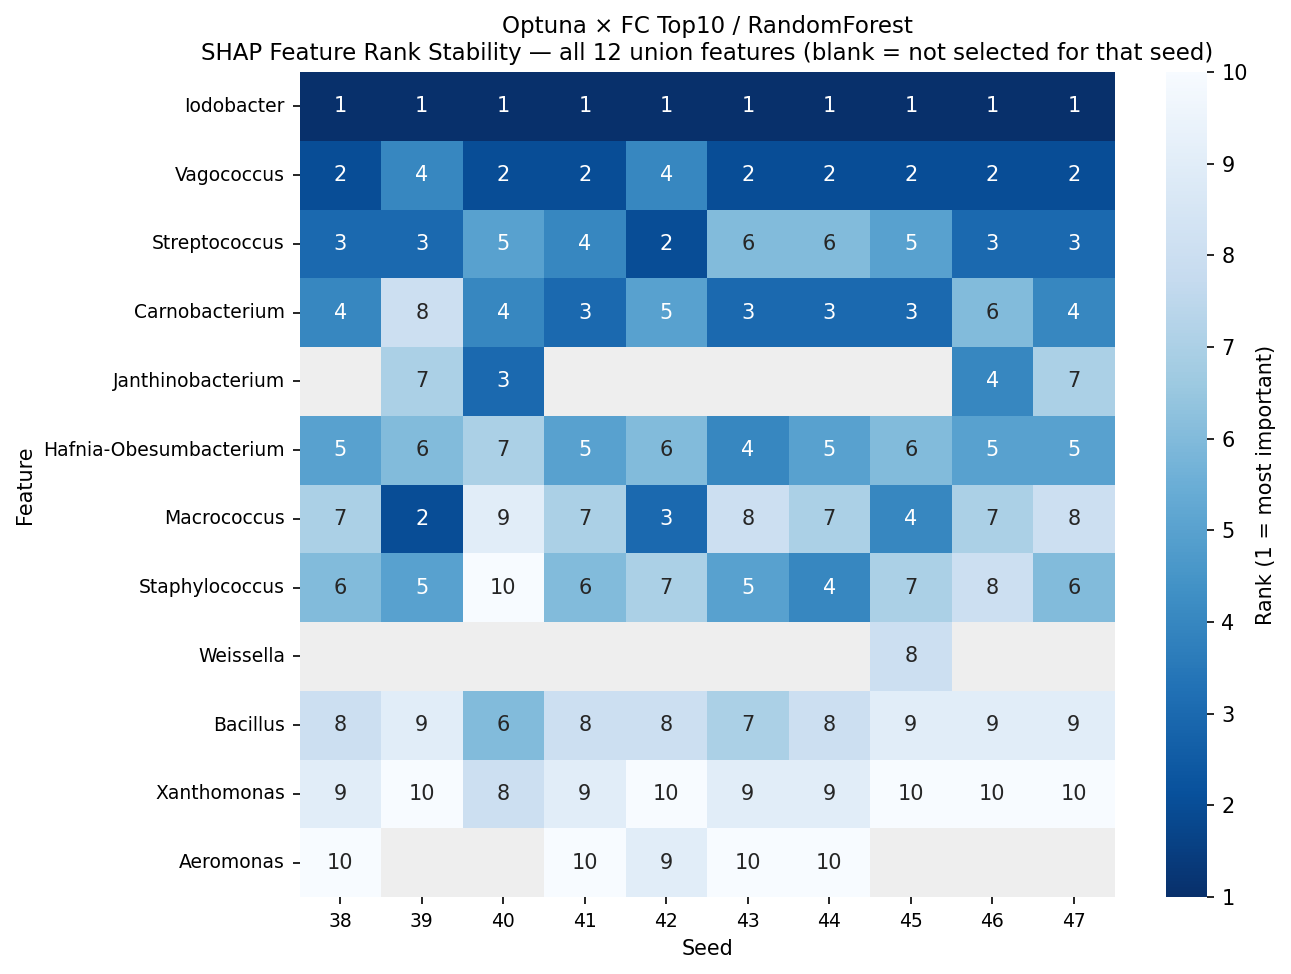 Optuna × FC Top10 / RandomForest
SHAP Feature Rank Stability — all 12 union features (blank = not selected for that seed)
Feature
Iodobacter 1 1 1 1 1 1 1 1 1 1
Vagococcus 2 4 2 2 4 2 2 2 2 2
Streptococcus 3 3 5 4 2 6 6 5 3 3
Carnobacterium 4 8 4 3 5 3 3 3 6 4
Janthinobacterium 7 3 4 7
Hafnia-Obesumbacterium 5 6 7 5 6 4 5 6 5 5
Macrococcus 7 2 9 7 3 8 7 4 7 8
Staphylococcus 6 5 10 6 7 5 4 7 8 6
Weissella 8
Bacillus 8 9 6 8 8 7 8 9 9 9
Xanthomonas 9 10 8 9 10 9 9 10 10 10
Aeromonas 10 10 9 10 10
38 39 40 41 42 43 44 45 46 47
Seed
10
9
8
7
6
5
4
3
2
1
Rank (1 = most important)